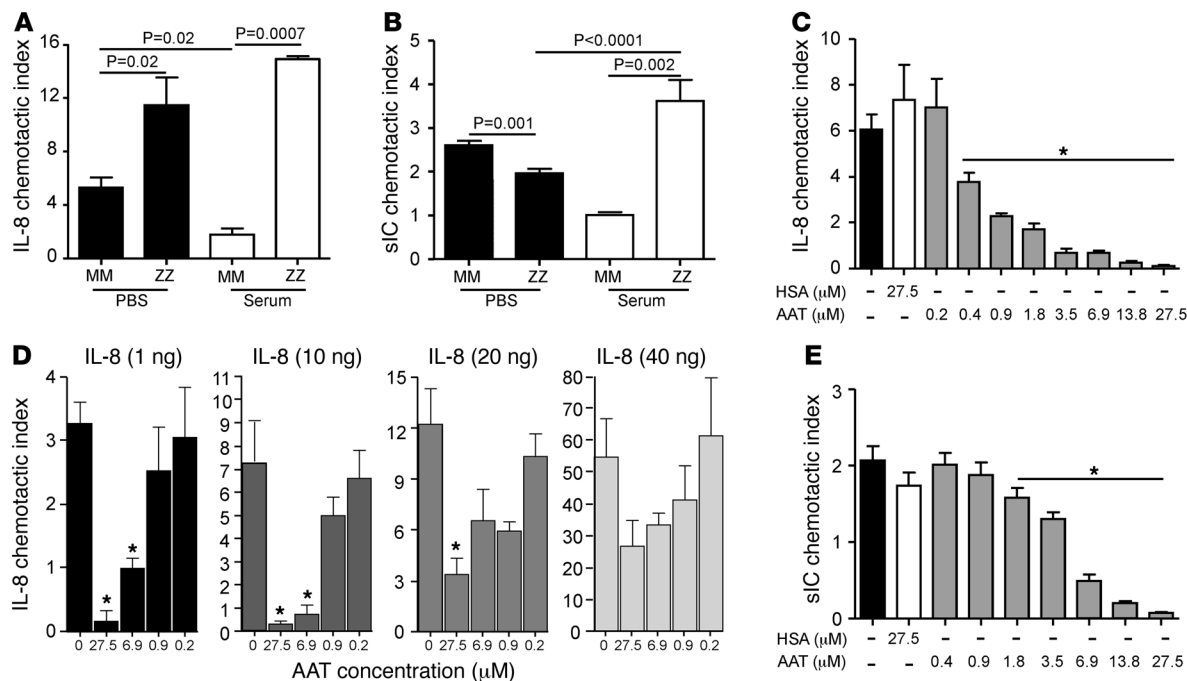 A
IL-8 chemotactic index
16
12
8
4
0
P=0.02
P=0.0007
P=0.02
MM
ZZ
MM
ZZ
PBS
Serum
B
sIC chemotactic index
5
4
3
2
1
0
P<0.0001
P=0.002
P=0.001
MM
ZZ
MM
ZZ
PBS
Serum
C
IL-8 chemotactic index
10
8
6
4
2
0
*
HSA (μM) – 27.5 – – – – – – – –
AAT (μM) – – 0.2 0.4 0.9 1.8 3.5 6.9 13.8 27.5
D
IL-8 chemotactic index
IL-8 (1 ng)
4
3
2
1
0
* *
0 27.5 6.9 0.9 0.2
IL-8 (10 ng)
11
10
9
8
7
6
5
4
3
2
1
0
* *
0 27.5 6.9 0.9 0.2
IL-8 (20 ng)
15
12
9
6
3
0
*
0 27.5 6.9 0.9 0.2
IL-8 (40 ng)
80
70
60
50
40
30
20
10
0
0 27.5 6.9 0.9 0.2
AAT concentration (μM)
E
sIC chemotactic index
3
2
1
0
*
HSA (μM) – 27.5 – – – – – – –
AAT (μM) – – 0.4 0.9 1.8 3.5 6.9 13.8 27.5